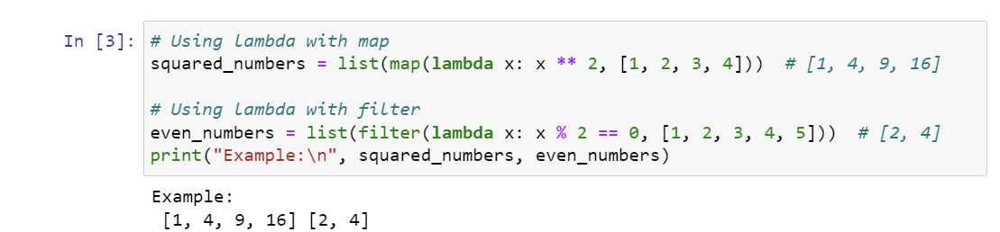 In [3]: # Using lambda with map
squared_numbers = list(map(lambda x: x ** 2, [1, 2, 3, 4]))  # [1, 4, 9, 16]
# Using lambda with filter
even_numbers = list(filter(lambda x: x % 2 == 0, [1, 2, 3, 4, 5]))  # [2, 4]
print("Example:\n", squared_numbers, even_numbers)
Example:
 [1, 4, 9, 16] [2, 4]